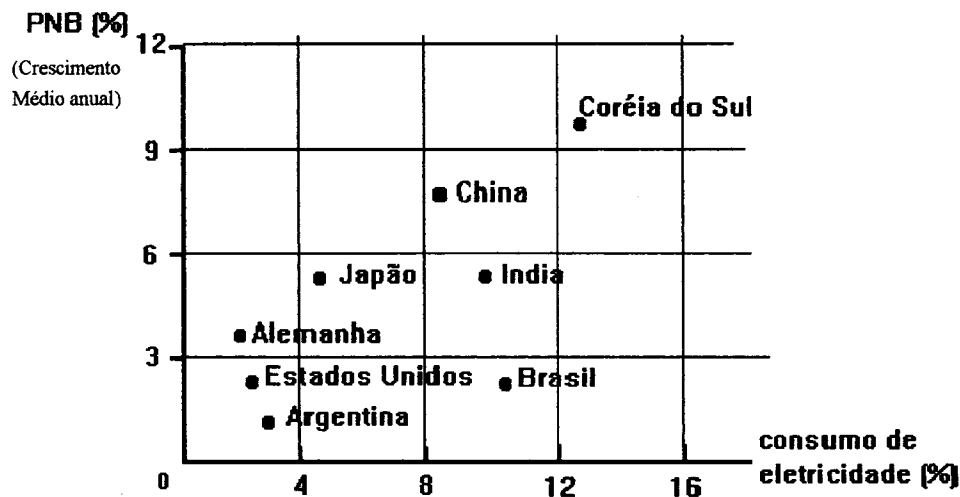 PNB (%)
(Crescimento
Médio anual)
12
9
6
3
0
4
8
12
16
Coréia do Sul
China
Japão
India
Alemanha
Estados Unidos
Brasil
Argentina
consumo de
eletricidade (%)